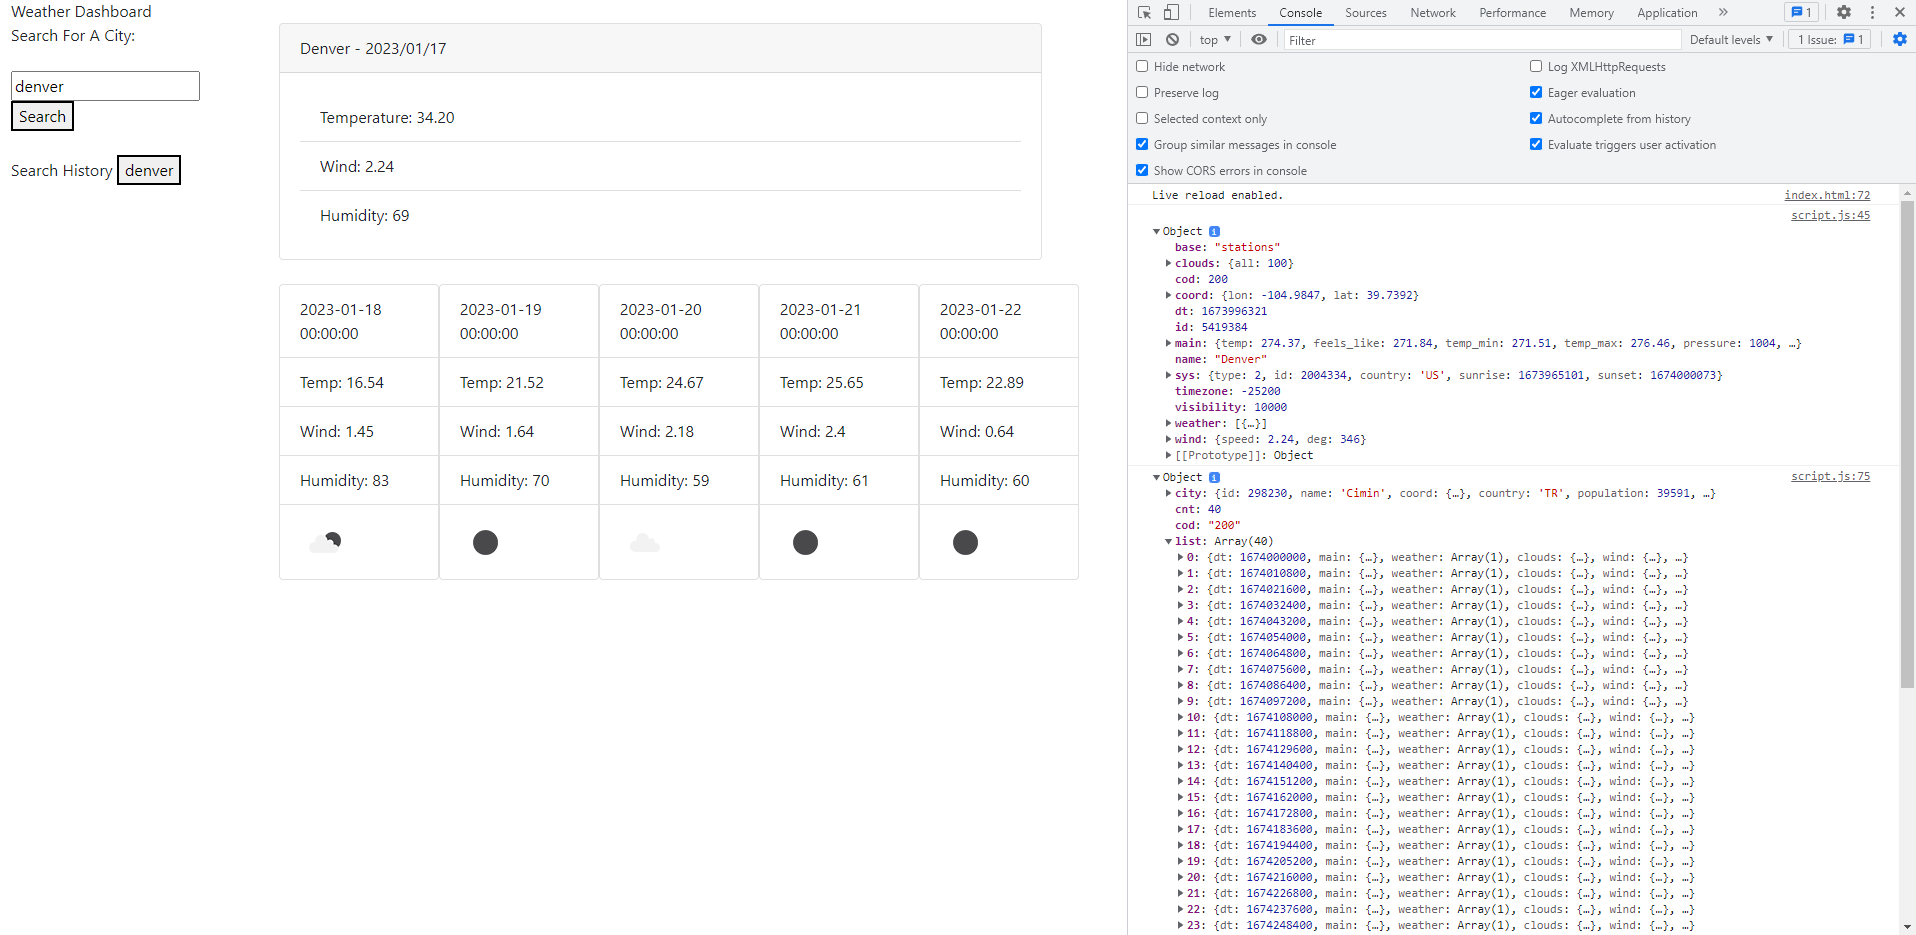 Weather Dashboard
Search For A City:
denver
Search
Search History denver
Denver - 2023/01/17
Temperature: 34.20
Wind: 2.24
Humidity: 69
2023-01-18 00:00:00
Temp: 16.54
Wind: 1.45
Humidity: 83
2023-01-19 00:00:00
Temp: 21.52
Wind: 1.64
Humidity: 70
2023-01-20 00:00:00
Temp: 24.67
Wind: 2.18
Humidity: 59
2023-01-21 00:00:00
Temp: 25.65
Wind: 2.4
Humidity: 61
2023-01-22 00:00:00
Temp: 22.89
Wind: 0.64
Humidity: 60
Elements Console Sources Network Performance Memory Application » 1
top ▼ Filter Default levels ▼ 1 Issue: 1
Hide network
Log XMLHttpRequests
Preserve log
Eager evaluation
Selected context only
Autocomplete from history
Group similar messages in console
Evaluate triggers user activation
Show CORS errors in console
Live reload enabled. index.html:72
script.js:45
▼Object i
base: "stations"
▶clouds: {all: 100}
cod: 200
▶coord: {lon: -104.9847, lat: 39.7392}
dt: 1673996321
id: 5419384
▶main: {temp: 274.37, feels_like: 271.84, temp_min: 271.51, temp_max: 276.46, pressure: 1004, …}
name: "Denver"
▶sys: {type: 2, id: 2004334, country: 'US', sunrise: 1673965101, sunset: 1674000073}
timezone: -25200
visibility: 10000
▶weather: [{…}]
▶wind: {speed: 2.24, deg: 346}
▶[[Prototype]]: Object
▼Object i script.js:75
▶city: {id: 298230, name: 'Cimin', coord: {…}, country: 'TR', population: 39591, …}
cnt: 40
cod: "200"
▼list: Array(40)
▶0: {dt: 1674000000, main: {…}, weather: Array(1), clouds: {…}, wind: {…}, …}
▶1: {dt: 1674010800, main: {…}, weather: Array(1), clouds: {…}, wind: {…}, …}
▶2: {dt: 1674021600, main: {…}, weather: Array(1), clouds: {…}, wind: {…}, …}
▶3: {dt: 1674032400, main: {…}, weather: Array(1), clouds: {…}, wind: {…}, …}
▶4: {dt: 1674043200, main: {…}, weather: Array(1), clouds: {…}, wind: {…}, …}
▶5: {dt: 1674054000, main: {…}, weather: Array(1), clouds: {…}, wind: {…}, …}
▶6: {dt: 1674064800, main: {…}, weather: Array(1), clouds: {…}, wind: {…}, …}
▶7: {dt: 1674075600, main: {…}, weather: Array(1), clouds: {…}, wind: {…}, …}
▶8: {dt: 1674086400, main: {…}, weather: Array(1), clouds: {…}, wind: {…}, …}
▶9: {dt: 1674097200, main: {…}, weather: Array(1), clouds: {…}, wind: {…}, …}
▶10: {dt: 1674108000, main: {…}, weather: Array(1), clouds: {…}, wind: {…}, …}
▶11: {dt: 1674118800, main: {…}, weather: Array(1), clouds: {…}, wind: {…}, …}
▶12: {dt: 1674129600, main: {…}, weather: Array(1), clouds: {…}, wind: {…}, …}
▶13: {dt: 1674140400, main: {…}, weather: Array(1), clouds: {…}, wind: {…}, …}
▶14: {dt: 1674151200, main: {…}, weather: Array(1), clouds: {…}, wind: {…}, …}
▶15: {dt: 1674162000, main: {…}, weather: Array(1), clouds: {…}, wind: {…}, …}
▶16: {dt: 1674172800, main: {…}, weather: Array(1), clouds: {…}, wind: {…}, …}
▶17: {dt: 1674183600, main: {…}, weather: Array(1), clouds: {…}, wind: {…}, …}
▶18: {dt: 1674194400, main: {…}, weather: Array(1), clouds: {…}, wind: {…}, …}
▶19: {dt: 1674205200, main: {…}, weather: Array(1), clouds: {…}, wind: {…}, …}
▶20: {dt: 1674216000, main: {…}, weather: Array(1), clouds: {…}, wind: {…}, …}
▶21: {dt: 1674226800, main: {…}, weather: Array(1), clouds: {…}, wind: {…}, …}
▶22: {dt: 1674237600, main: {…}, weather: Array(1), clouds: {…}, wind: {…}, …}
▶23: {dt: 1674248400, main: {…}, weather: Array(1), clouds: {…}, wind: {…}, …}